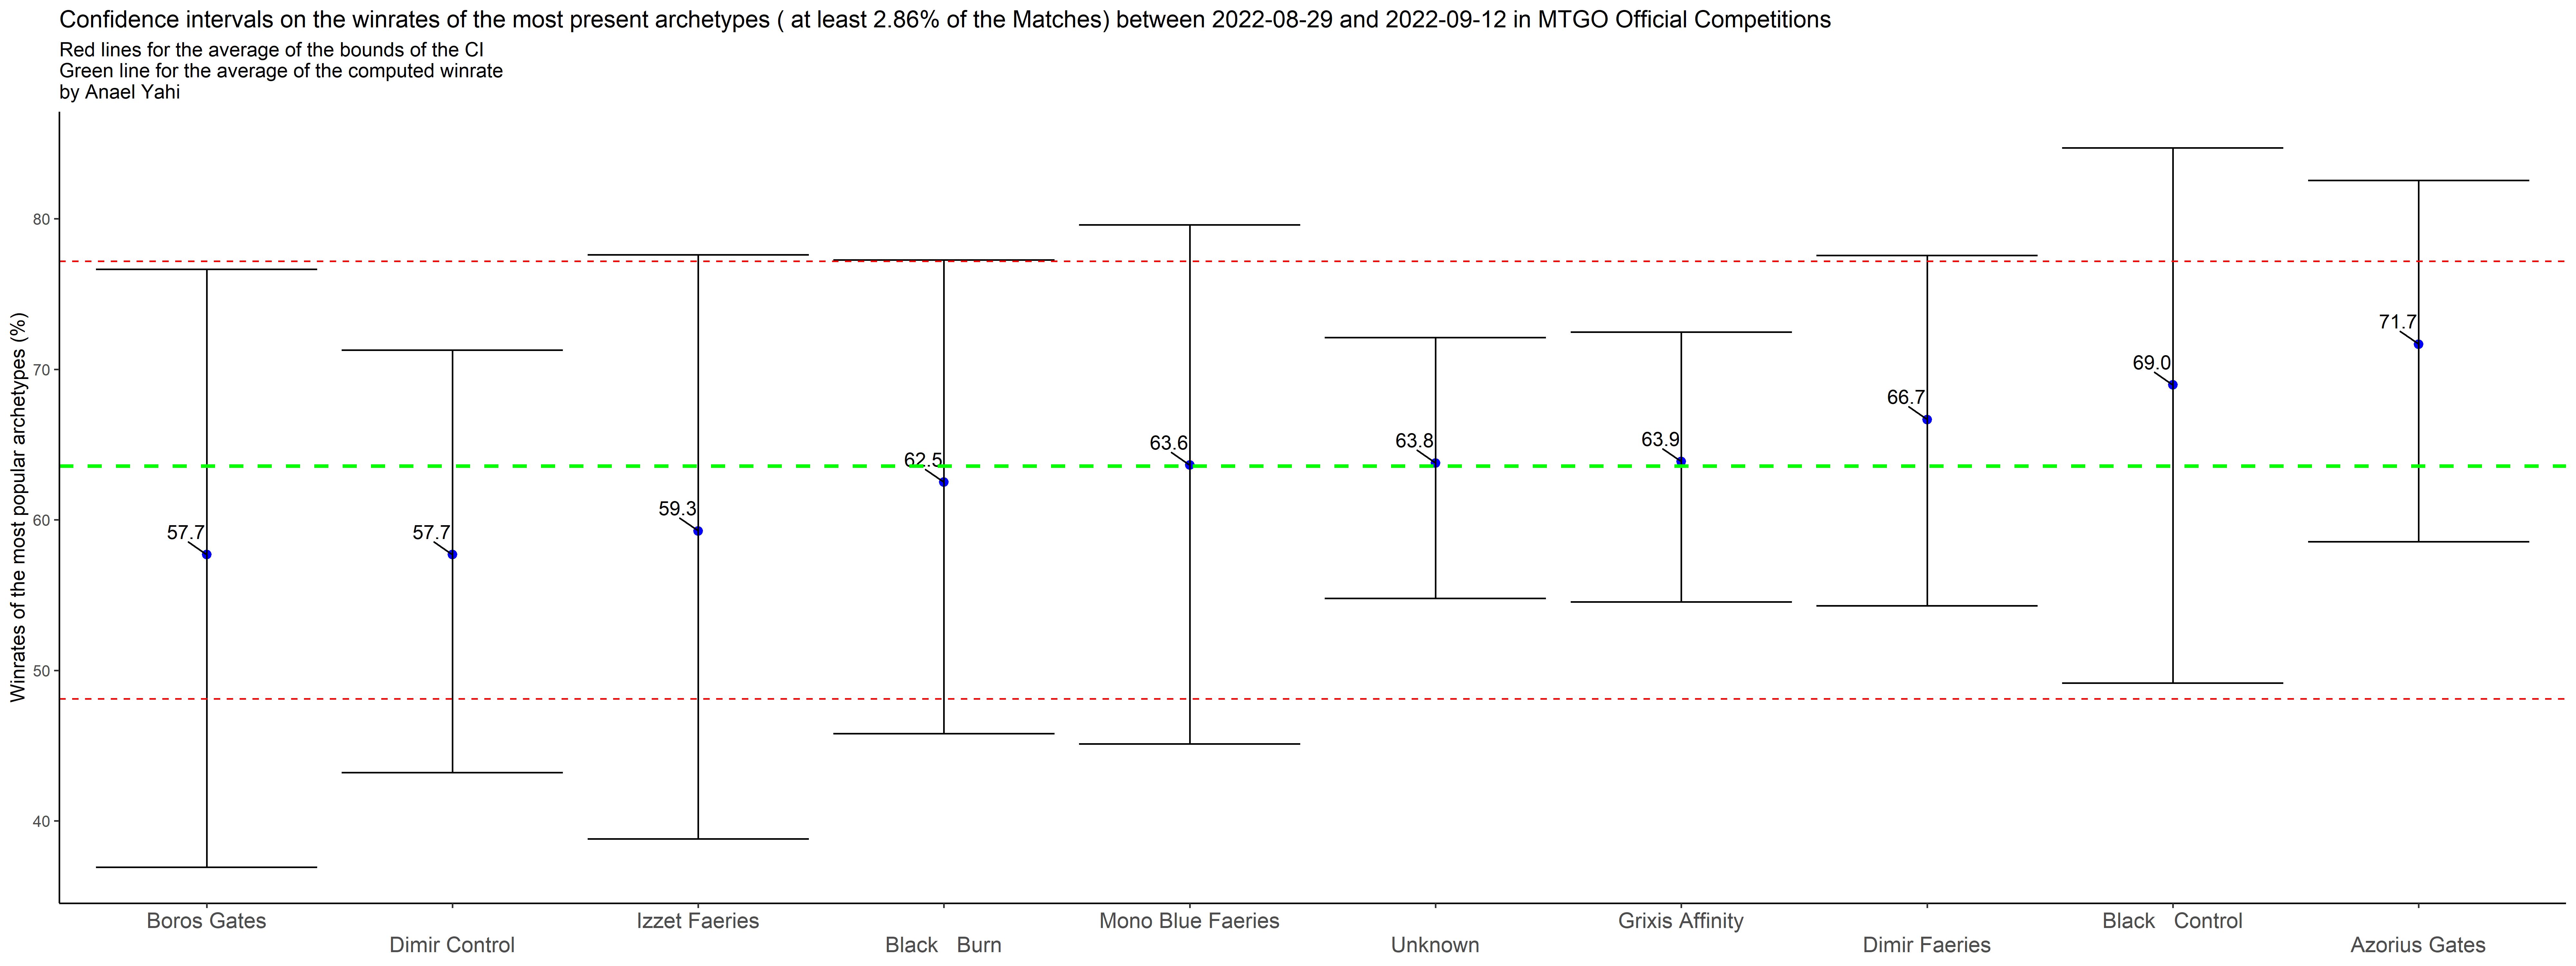 Confidence intervals on the winrates of the most present archetypes ( at least 2.86% of the Matches) between 2022-08-29 and 2022-09-12 in MTGO Official Competitions
Red lines for the average of the bounds of the CI
Green line for the average of the computed winrate
by Anael Yahi
Winrates of the most popular archetypes (%)
80
70
60
50
40
57.7
57.7
59.3
62.5
63.6
63.8
63.9
66.7
69.0
71.7
Boros Gates
Dimir Control
Izzet Faeries
Black   Burn
Mono Blue Faeries
Unknown
Grixis Affinity
Dimir Faeries
Black   Control
Azorius Gates